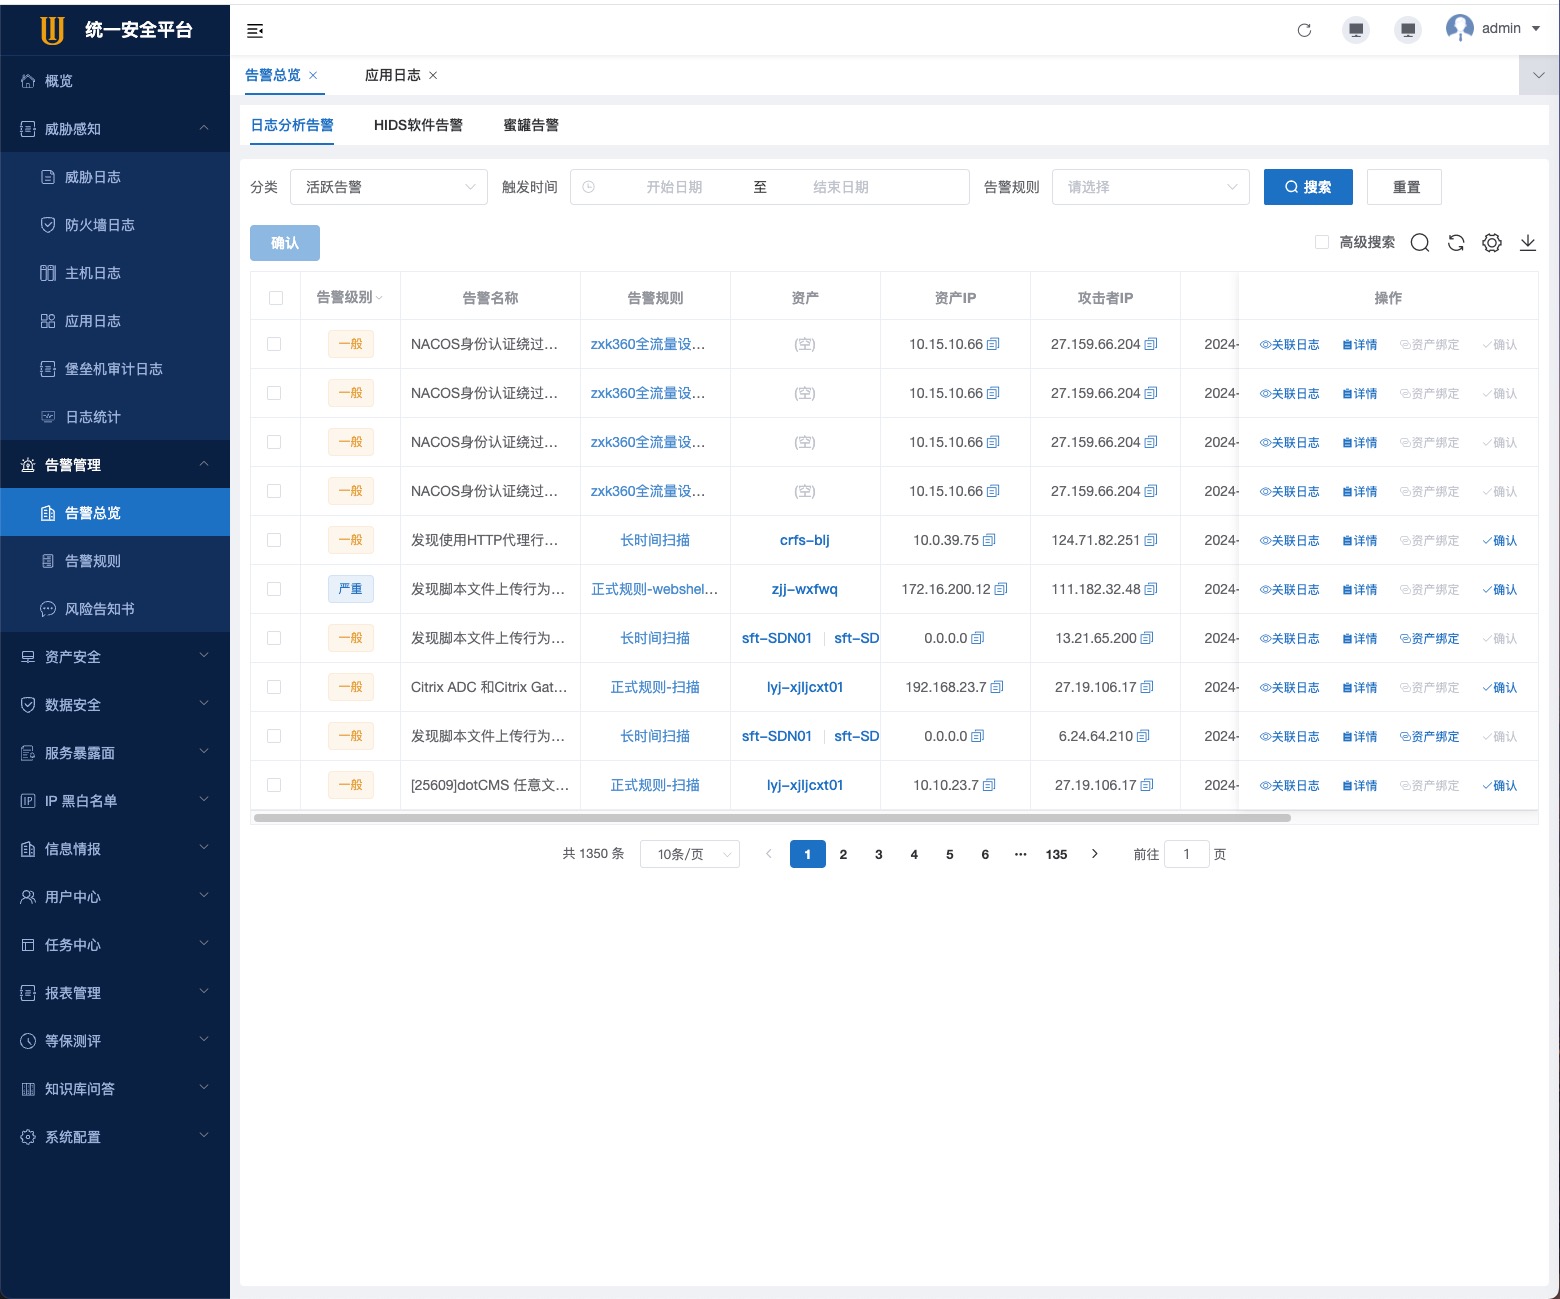 统一安全平台
admin
概览
威胁感知
威胁日志
防火墙日志
主机日志
应用日志
堡垒机审计日志
日志统计
告警管理
告警总览
告警规则
风险告知书
资产安全
数据安全
服务暴露面
IP 黑白名单
信息情报
用户中心
任务中心
报表管理
等保测评
知识库问答
系统配置
告警总览 应用日志
日志分析告警 HIDS软件告警 蜜罐告警
分类 活跃告警 触发时间 开始日期 至 结束日期 告警规则 请选择 搜索 重置
确认 高级搜索
告警级别 告警名称 告警规则 资产 资产IP 攻击者IP 操作
一般 NACOS身份认证绕过... zxk360全流量设... (空) 10.15.10.66 27.159.66.204 2024- 关联日志 详情 资产绑定 确认
一般 NACOS身份认证绕过... zxk360全流量设... (空) 10.15.10.66 27.159.66.204 2024- 关联日志 详情 资产绑定 确认
一般 NACOS身份认证绕过... zxk360全流量设... (空) 10.15.10.66 27.159.66.204 2024- 关联日志 详情 资产绑定 确认
一般 NACOS身份认证绕过... zxk360全流量设... (空) 10.15.10.66 27.159.66.204 2024- 关联日志 详情 资产绑定 确认
一般 发现使用HTTP代理行... 长时间扫描 crfs-blj 10.0.39.75 124.71.82.251 2024- 关联日志 详情 资产绑定 确认
严重 发现脚本文件上传行为... 正式规则-webshel... zjj-wxfwq 172.16.200.12 111.182.32.48 2024- 关联日志 详情 资产绑定 确认
一般 发现脚本文件上传行为... 长时间扫描 sft-SDN01 sft-SD 0.0.0.0 13.21.65.200 2024- 关联日志 详情 资产绑定 确认
一般 Citrix ADC 和Citrix Gat... 正式规则-扫描 lyj-xjljcxt01 192.168.23.7 27.19.106.17 2024- 关联日志 详情 资产绑定 确认
一般 发现脚本文件上传行为... 长时间扫描 sft-SDN01 sft-SD 0.0.0.0 6.24.64.210 2024- 关联日志 详情 资产绑定 确认
一般 [25609]dotCMS 任意文... 正式规则-扫描 lyj-xjljcxt01 10.10.23.7 27.19.106.17 2024- 关联日志 详情 资产绑定 确认
共 1350 条 10条/页 1 2 3 4 5 6 ... 135 前往 1 页